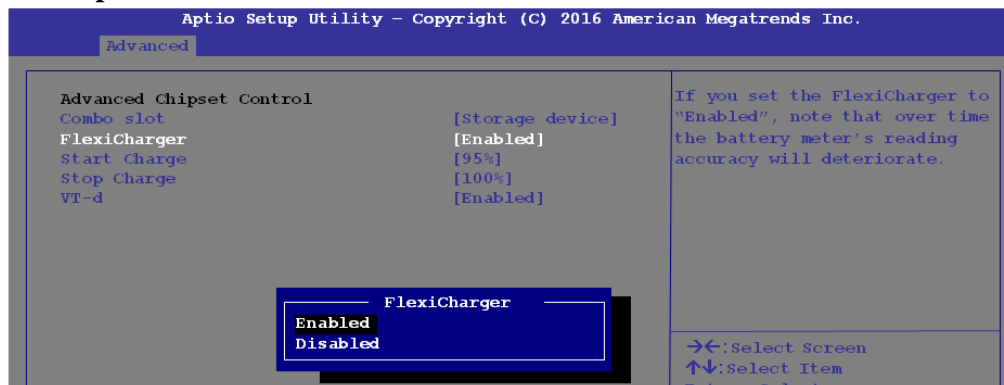 Aptio Setup Utility – Copyright (C) 2016 American Megatrends Inc.
Advanced
Advanced Chipset Control
Combo slot [Storage device]
FlexiCharger [Enabled]
Start Charge [95%]
Stop Charge [100%]
VT-d [Enabled]
If you set the FlexiCharger to
"Enabled", note that over time
the battery meter's reading
accuracy will deteriorate.
FlexiCharger
Enabled
Disabled
→←:Select Screen
↑↓:Select Item